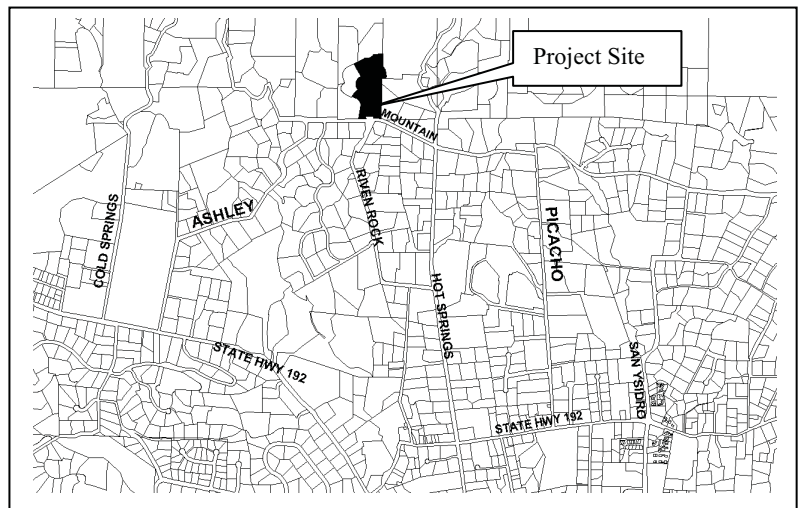 Project Site
MOUNTAIN
RIVEN ROCK
ASHLEY
COLD SPRINGS
PICACHO
HOT SPRINGS
STATE HWY 192
SAN YSIDRO
STATE HWY 192